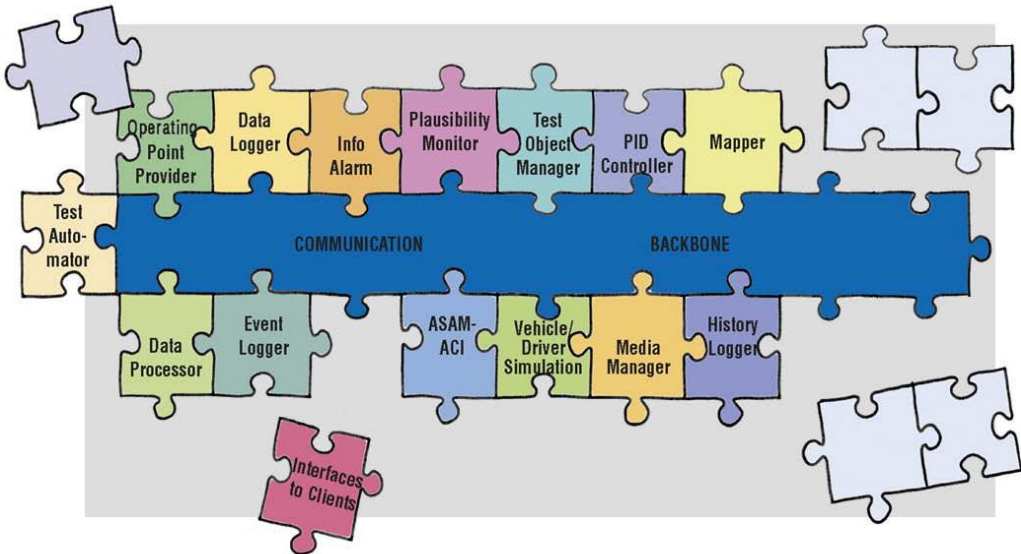 Operating
Point
Provider
Data
Logger
Info
Alarm
Plausibility
Monitor
Test
Object
Manager
PID
Controller
Mapper
Test
Auto-
mator
COMMUNICATION BACKBONE
Data
Processor
Event
Logger
ASAM-
ACI
Vehicle/
Driver
Simulation
Media
Manager
History
Logger
Interfaces
to Clients